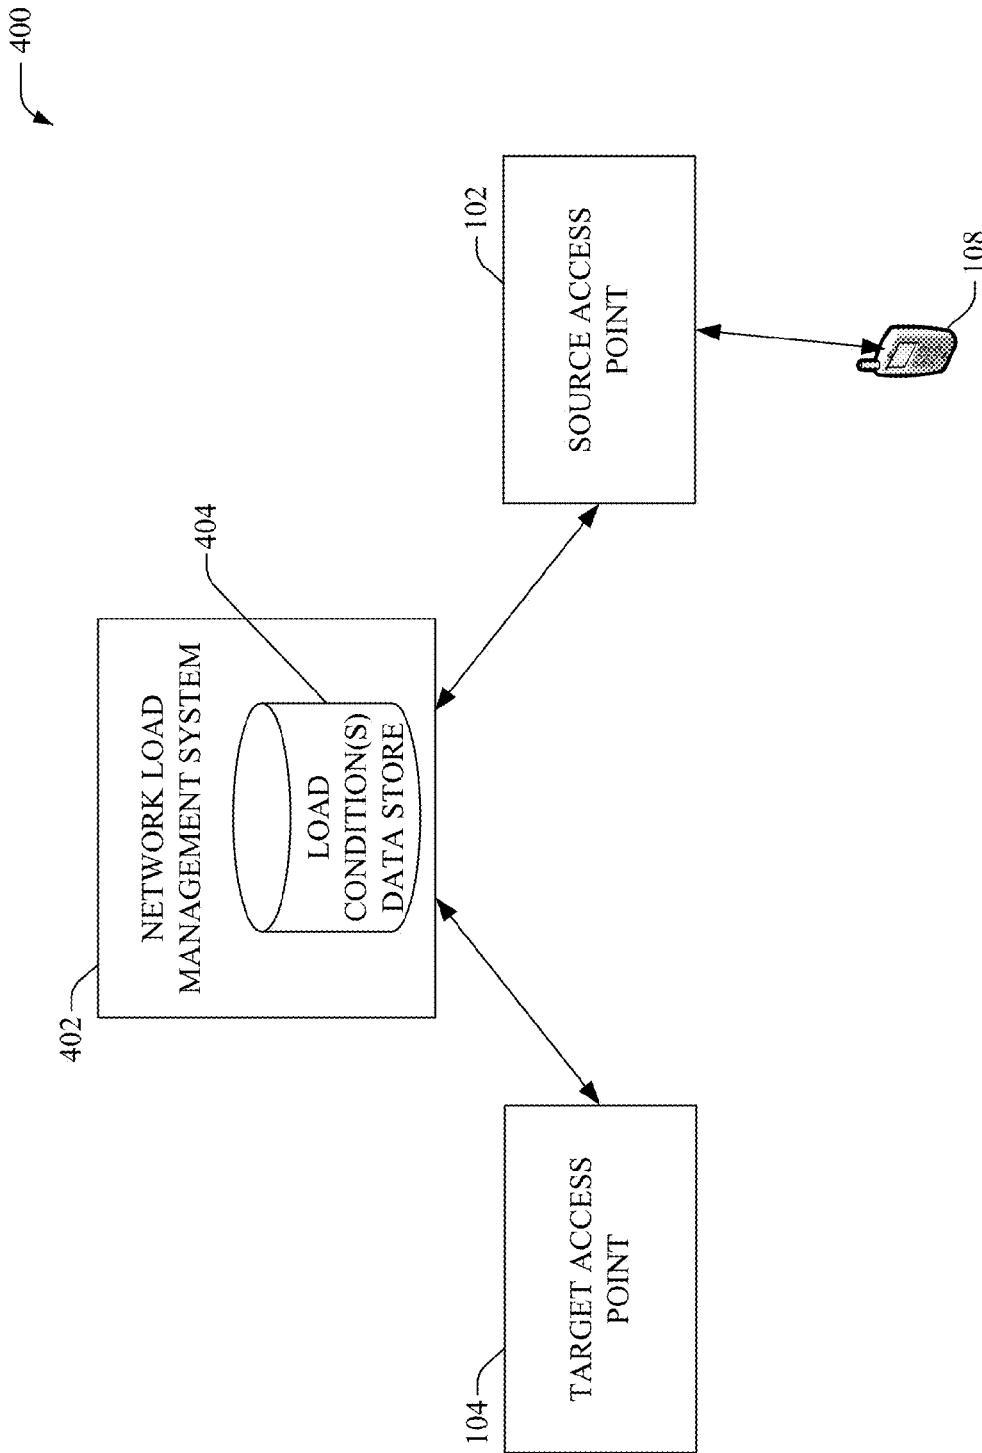 400
402
NETWORK LOAD
MANAGEMENT SYSTEM
404
LOAD
CONDITION(S)
DATA STORE
104
TARGET ACCESS
POINT
102
SOURCE ACCESS
POINT
108